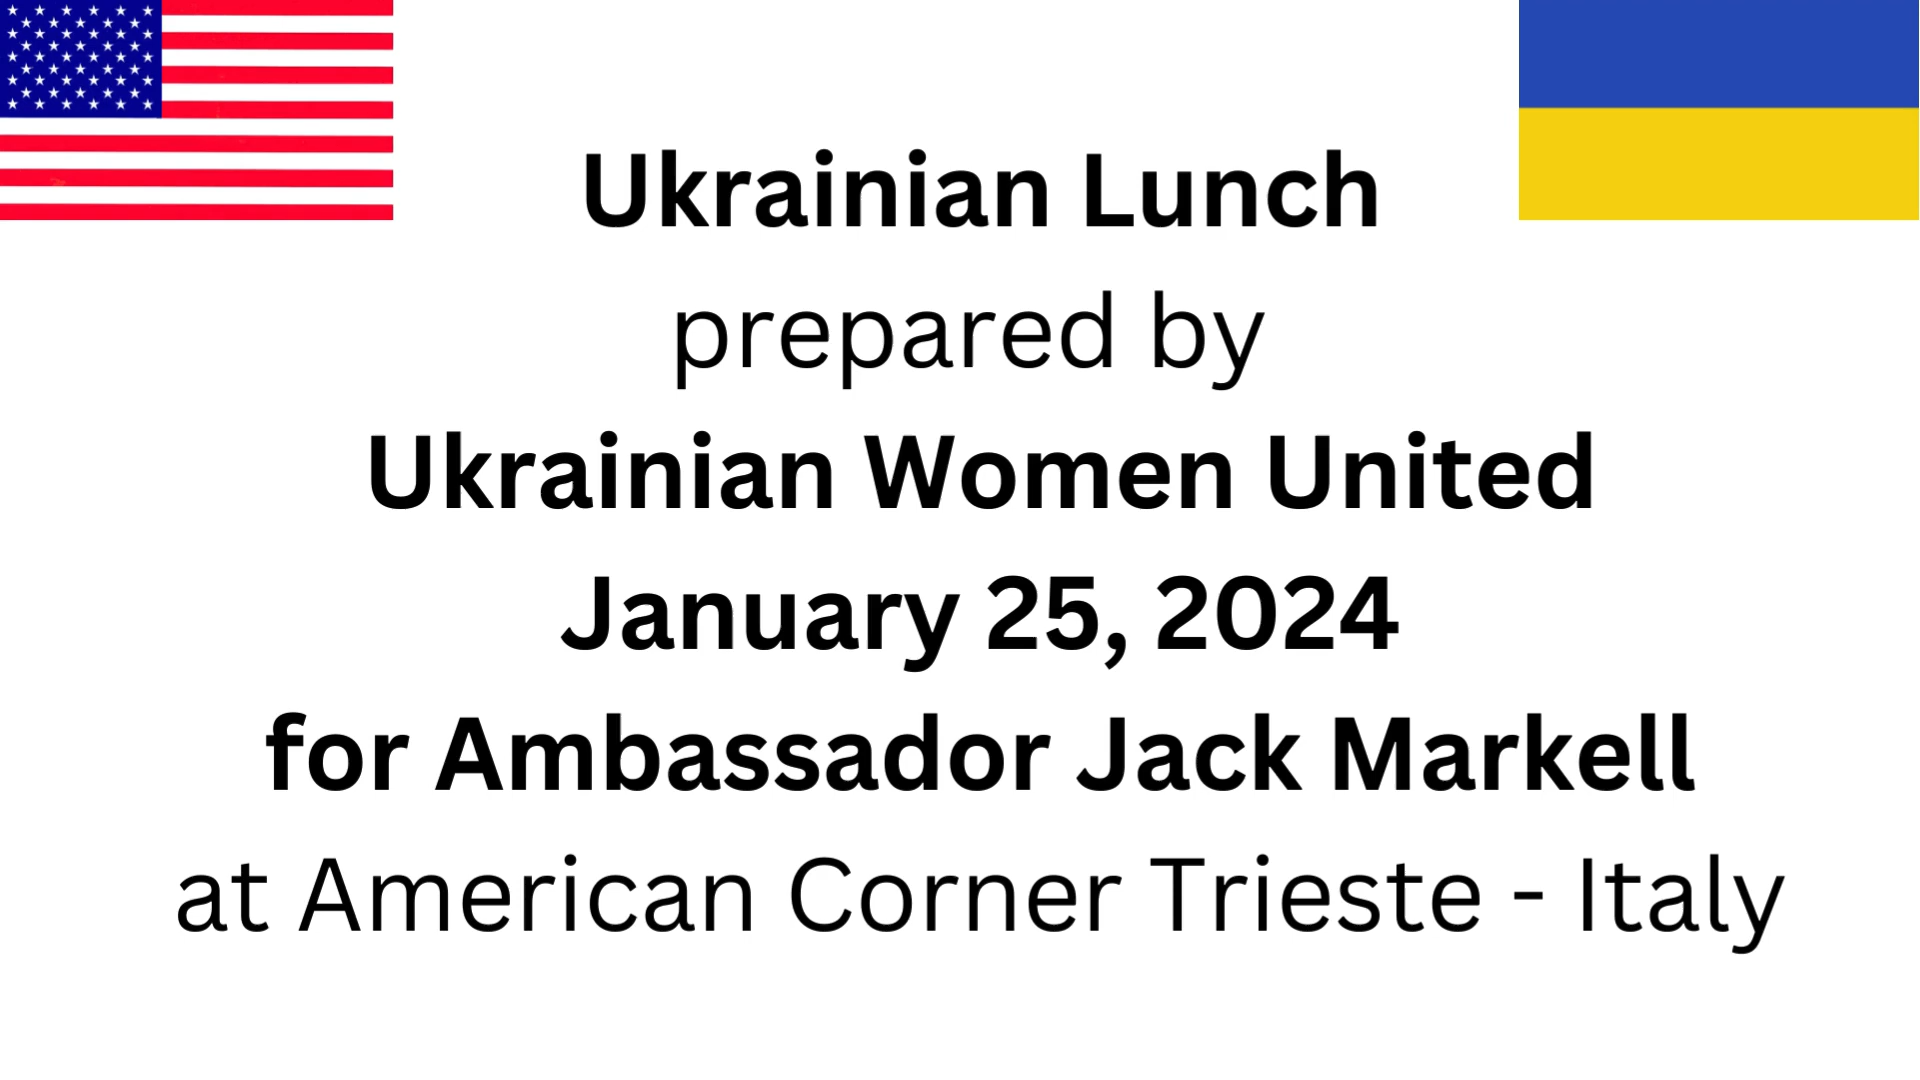 Ukrainian Lunch
prepared by
Ukrainian Women United
January 25, 2024
for Ambassador Jack Markell
at American Corner Trieste - Italy